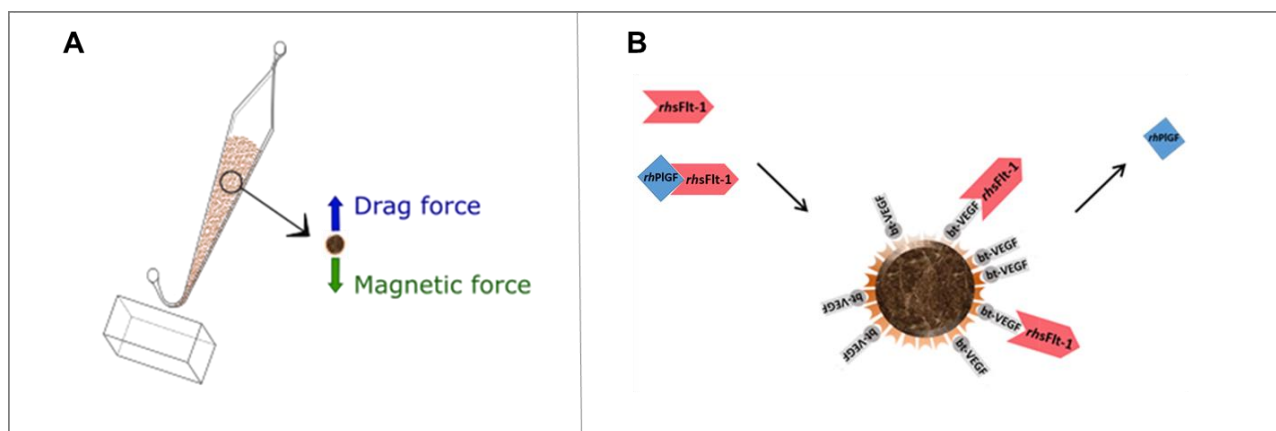 A
Drag force
Magnetic force
B
rhsFlt-1
rhPlGF
rhsFlt-1
rhPlGF
rhsFlt-1
bt-VEGF
bt-VEGF
bt-VEGF
bt-VEGF
bt-VEGF
bt-VEGF
rhsFlt-1
bt-VEGF
bt-VEGF